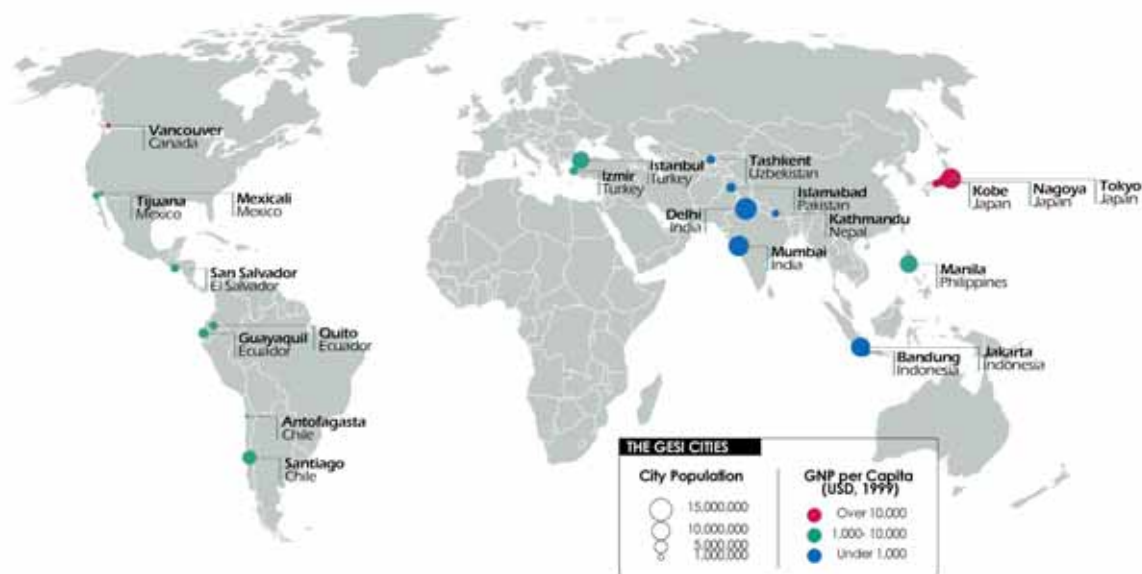 Vancouver
Canada
Tijuana
Mexico
Mexicali
Mexico
San Salvador
El Salvador
Guayaquil
Ecuador
Quito
Ecuador
Antofagasta
Chile
Santiago
Chile
Izmir
Turkey
Istanbul
Turkey
Tashkent
Uzbekistan
Islamabad
Pakistan
Delhi
India
Kathmandu
Nepal
Mumbai
India
Kobe
Japan
Nagoya
Japan
Tokyo
Japan
Manila
Philippines
Bandung
Indonesia
Jakarta
Indonesia
THE GESI CITIES
City Population
15,000,000
10,000,000
5,000,000
1,000,000
GNP per Capita
(USD, 1999)
Over 10,000
1,000- 10,000
Under 1,000